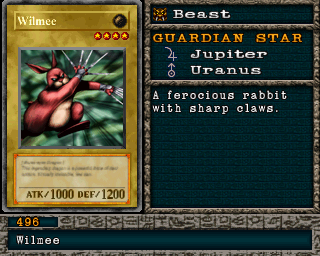 Wilmee
ATK/1000 DEF/1200
Beast
GUARDIAN STAR
Jupiter
Uranus
A ferocious rabbit
with sharp claws.
496
Wilmee